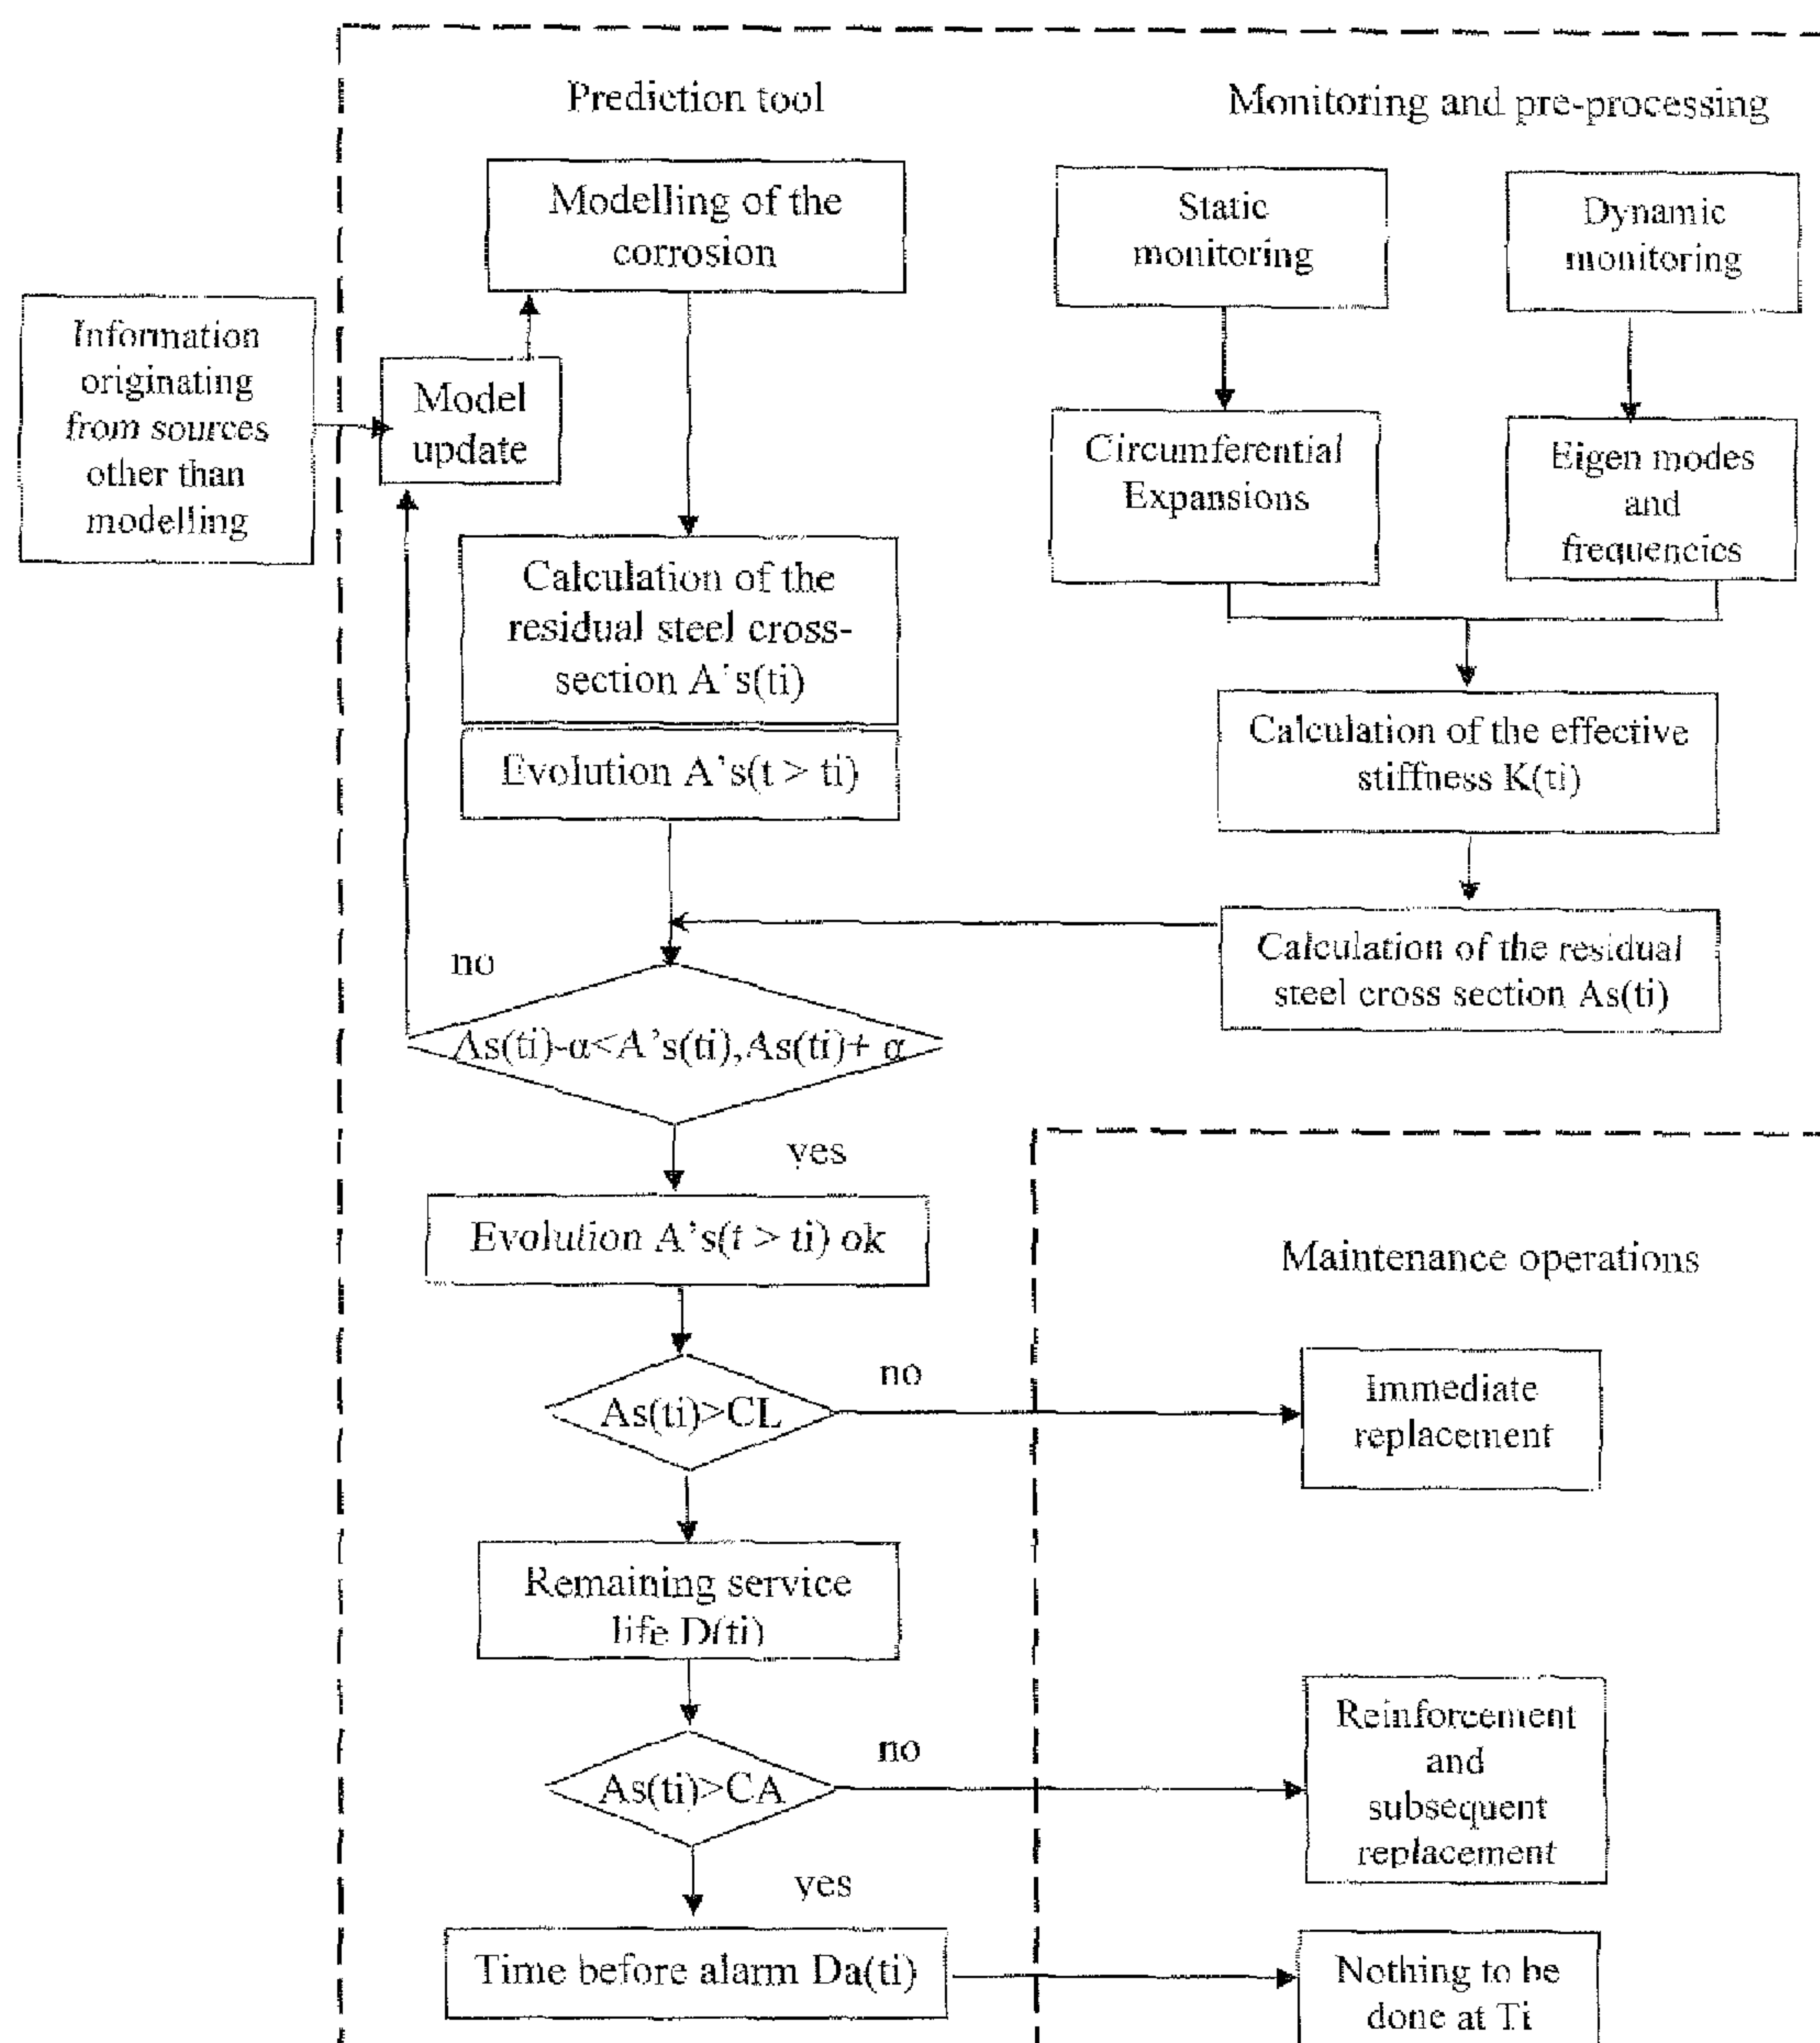 Prediction tool
Monitoring and pre-processing
Modelling of the
corrosion
Static
monitoring
Dynamic
monitoring
Information
originating
from sources
other than
modelling
Model
update
Circumferential
Expansions
Eigen modes
and
frequencies
Calculation of the
residual steel cross-
section A's(ti)
Evolution A's(t > ti)
Calculation of the effective
stiffness K(ti)
Calculation of the residual
steel cross section As(ti)
no
As(ti)-α<A's(ti),As(ti)+ α
yes
Evolution A's(t > ti) ok
Maintenance operations
As(ti)>CL
no
Immediate
replacement
Remaining service
life D(ti)
As(ti)>CA
no
Reinforcement
and
subsequent
replacement
yes
Time before alarm Da(ti)
Nothing to be
done at Ti